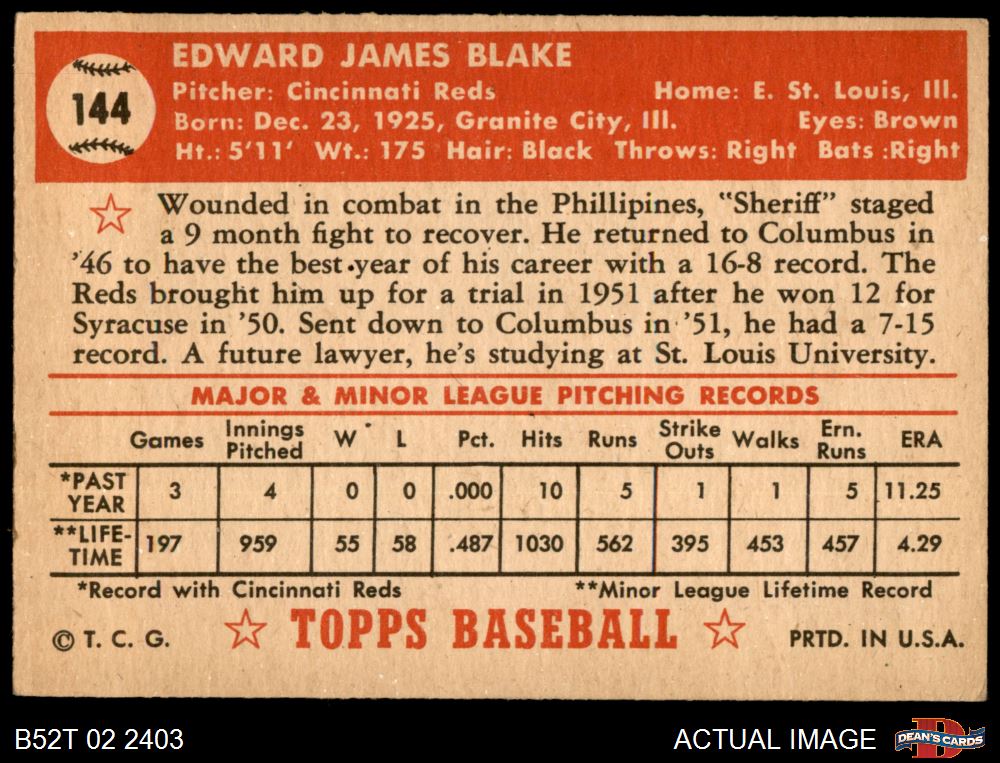 144
EDWARD JAMES BLAKE
Pitcher: Cincinnati Reds Home: E. St. Louis, Ill.
Born: Dec. 23, 1925, Granite City, Ill. Eyes: Brown
Ht.: 5'11' Wt.: 175 Hair: Black Throws: Right Bats :Right
Wounded in combat in the Phillipines, "Sheriff" staged
a 9 month fight to recover. He returned to Columbus in
'46 to have the best year of his career with a 16-8 record. The
Reds brought him up for a trial in 1951 after he won 12 for
Syracuse in '50. Sent down to Columbus in '51, he had a 7-15
record. A future lawyer, he's studying at St. Louis University.
MAJOR & MINOR LEAGUE PITCHING RECORDS
Games Innings Pitched W L Pct. Hits Runs Strike Outs Walks Ern. Runs ERA
*PAST YEAR 3 4 0 0 .000 10 5 1 1 5 11.25
**LIFE-TIME 197 959 55 58 .487 1030 562 395 453 457 4.29
*Record with Cincinnati Reds **Minor League Lifetime Record
© T. C. G. TOPPS BASEBALL PRTD. IN U.S.A.
B52T 02 2403 ACTUAL IMAGE DEAN'S CARDS